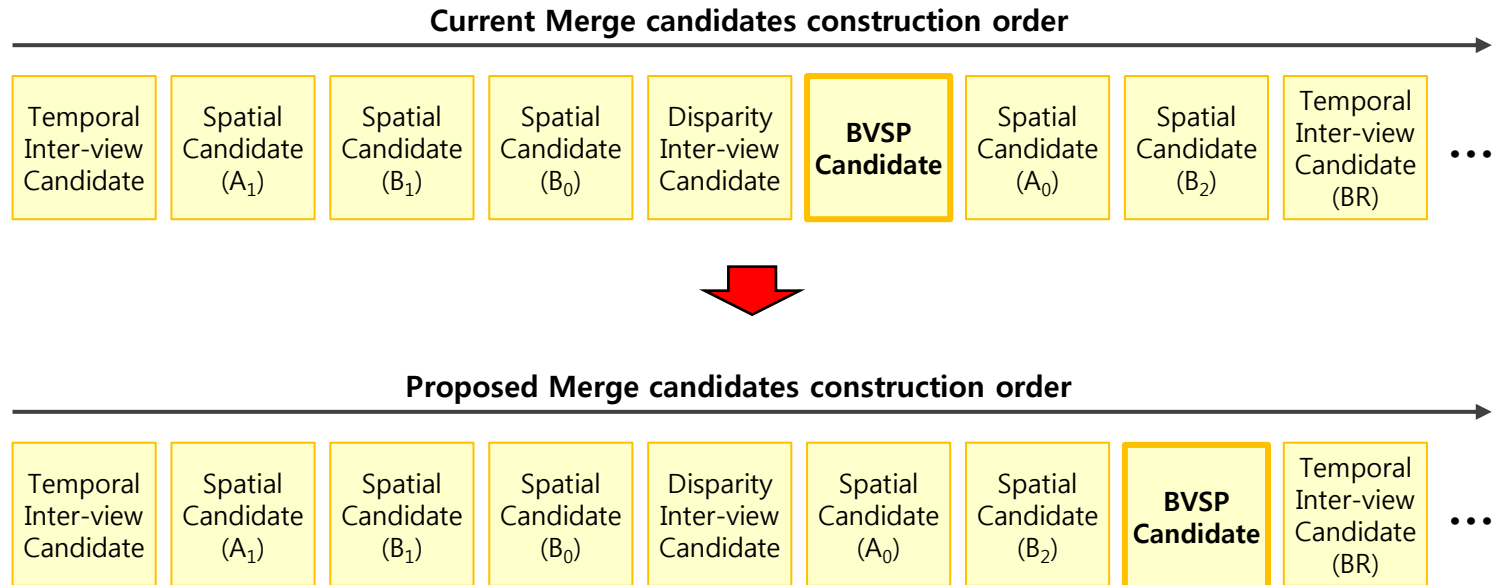 Current Merge candidates construction order
Temporal
Inter-view
Candidate
Spatial
Candidate
(A₁)
Spatial
Candidate
(B₁)
Spatial
Candidate
(B₀)
Disparity
Inter-view
Candidate
BVSP
Candidate
Spatial
Candidate
(A₀)
Spatial
Candidate
(B₂)
Temporal
Inter-view
Candidate
(BR)
•••
Proposed Merge candidates construction order
Temporal
Inter-view
Candidate
Spatial
Candidate
(A₁)
Spatial
Candidate
(B₁)
Spatial
Candidate
(B₀)
Disparity
Inter-view
Candidate
Spatial
Candidate
(A₀)
Spatial
Candidate
(B₂)
BVSP
Candidate
Temporal
Inter-view
Candidate
(BR)
•••